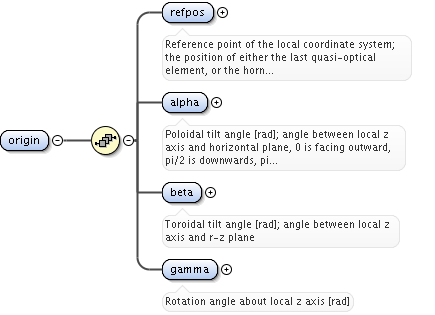 refpos
Reference point of the local coordinate system;
the position of either the last quasi-optical
element, or the horn...
alpha
Poloidal tilt angle [rad]; angle between local z
axis and horizontal plane, 0 is facing outward,
pi/2 is downwards, pi...
origin
beta
Toroidal tilt angle [rad]; angle between local z
axis and r-z plane
gamma
Rotation angle about local z axis [rad]